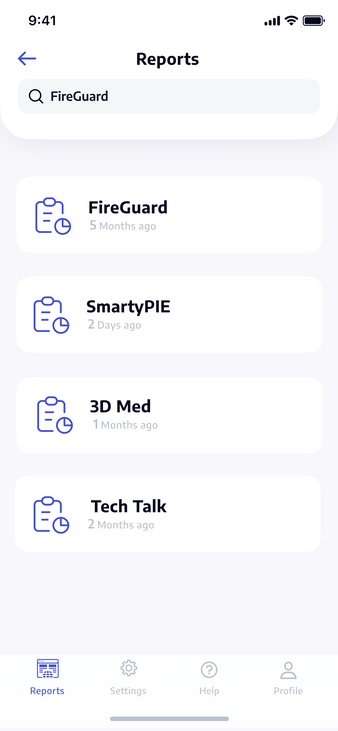 9:41
Reports
FireGuard
FireGuard
5 Months ago
SmartyPIE
2 Days ago
3D Med
1 Months ago
Tech Talk
2 Months ago
Reports
Settings
Help
Profile